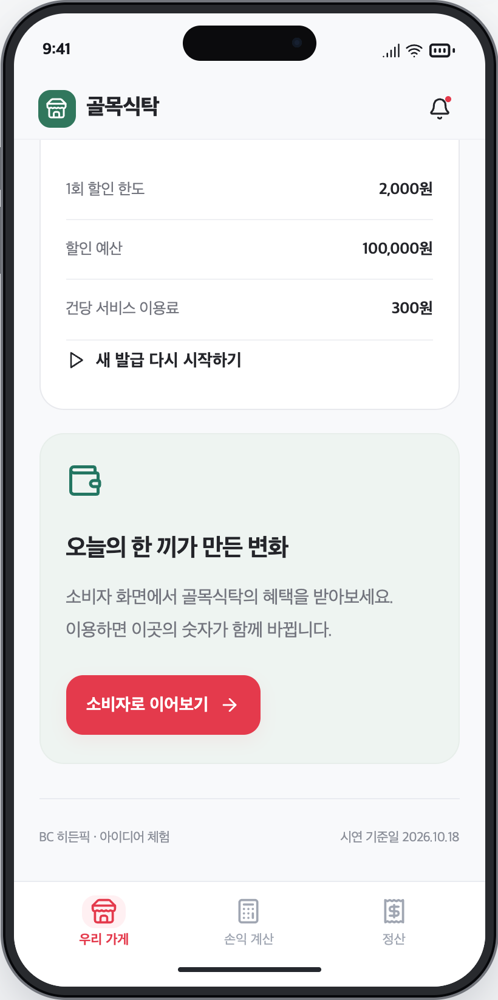 9:41
골목식탁
1회 할인 한도 2,000원
할인 예산 100,000원
건당 서비스 이용료 300원
새 발급 다시 시작하기
오늘의 한 끼가 만든 변화
소비자 화면에서 골목식탁의 혜택을 받아보세요.
이용하면 이곳의 숫자가 함께 바뀝니다.
소비자로 이어보기
BC 히든픽 · 아이디어 체험 시연 기준일 2026.10.18
우리 가게 손익 계산 정산